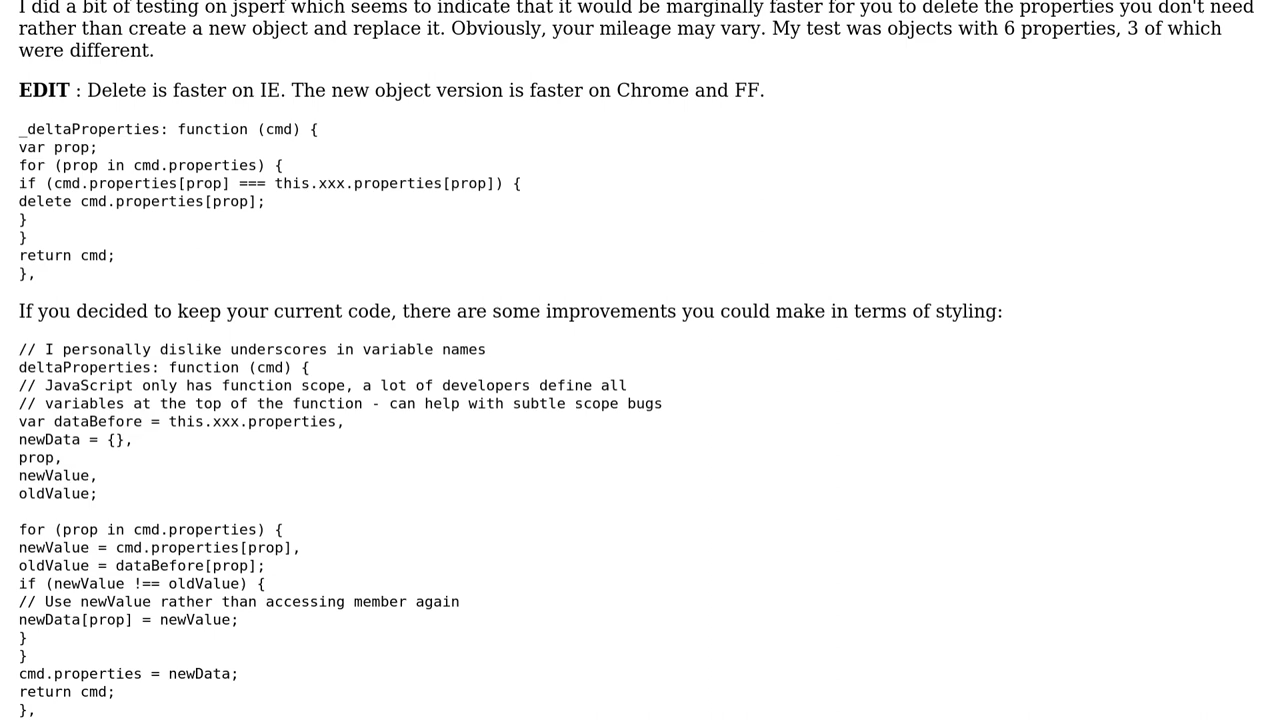 I did a bit of testing on jsperf which seems to indicate that it would be marginally faster for you to delete the properties you don't need
rather than create a new object and replace it. Obviously, your mileage may vary. My test was objects with 6 properties, 3 of which
were different.
EDIT : Delete is faster on IE. The new object version is faster on Chrome and FF.
_deltaProperties: function (cmd) {
var prop;
for (prop in cmd.properties) {
if (cmd.properties[prop] === this.xxx.properties[prop]) {
delete cmd.properties[prop];
}
}
return cmd;
},
If you decided to keep your current code, there are some improvements you could make in terms of styling:
// I personally dislike underscores in variable names
deltaProperties: function (cmd) {
// JavaScript only has function scope, a lot of developers define all
// variables at the top of the function - can help with subtle scope bugs
var dataBefore = this.xxx.properties,
newData = {},
prop,
newValue,
oldValue;
for (prop in cmd.properties) {
newValue = cmd.properties[prop],
oldValue = dataBefore[prop];
if (newValue !== oldValue) {
// Use newValue rather than accessing member again
newData[prop] = newValue;
}
}
cmd.properties = newData;
return cmd;
},